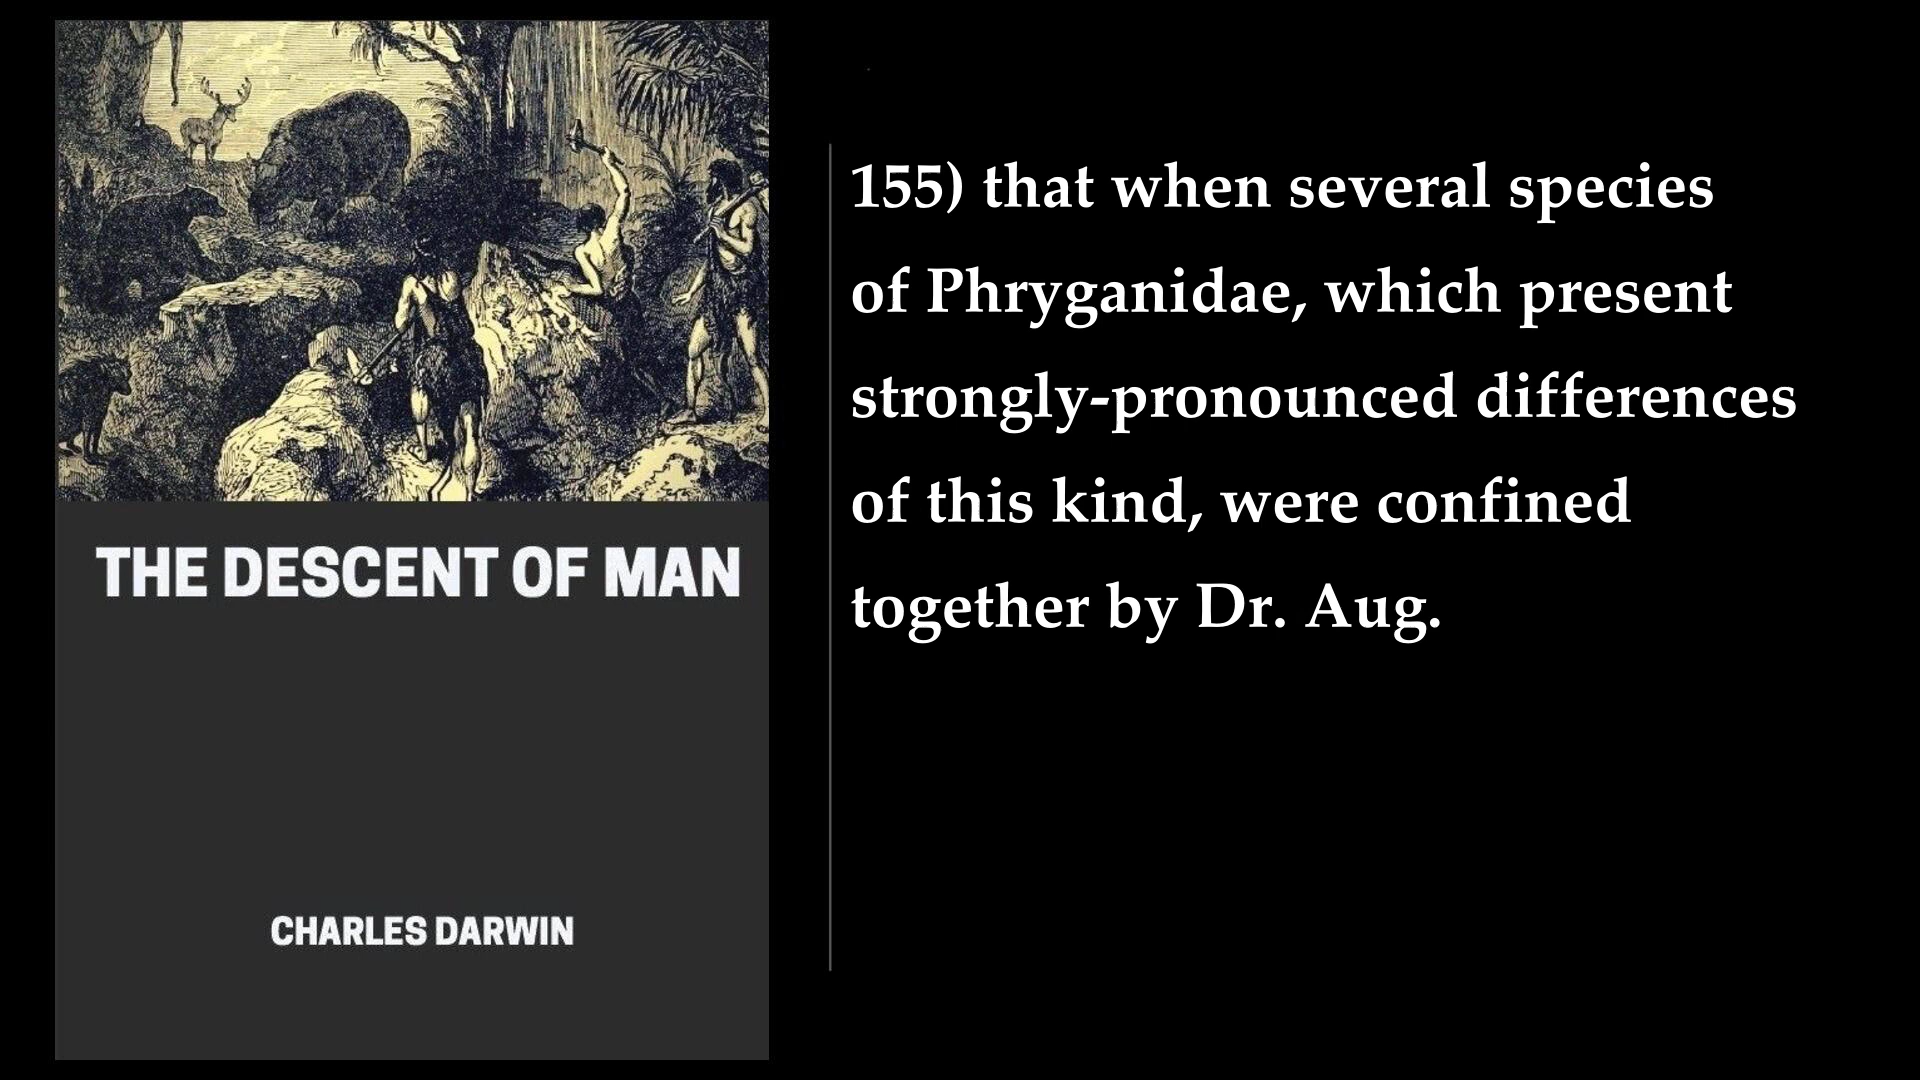 THE DESCENT OF MAN
CHARLES DARWIN
155) that when several species
of Phryganidae, which present
strongly-pronounced differences
of this kind, were confined
together by Dr. Aug.